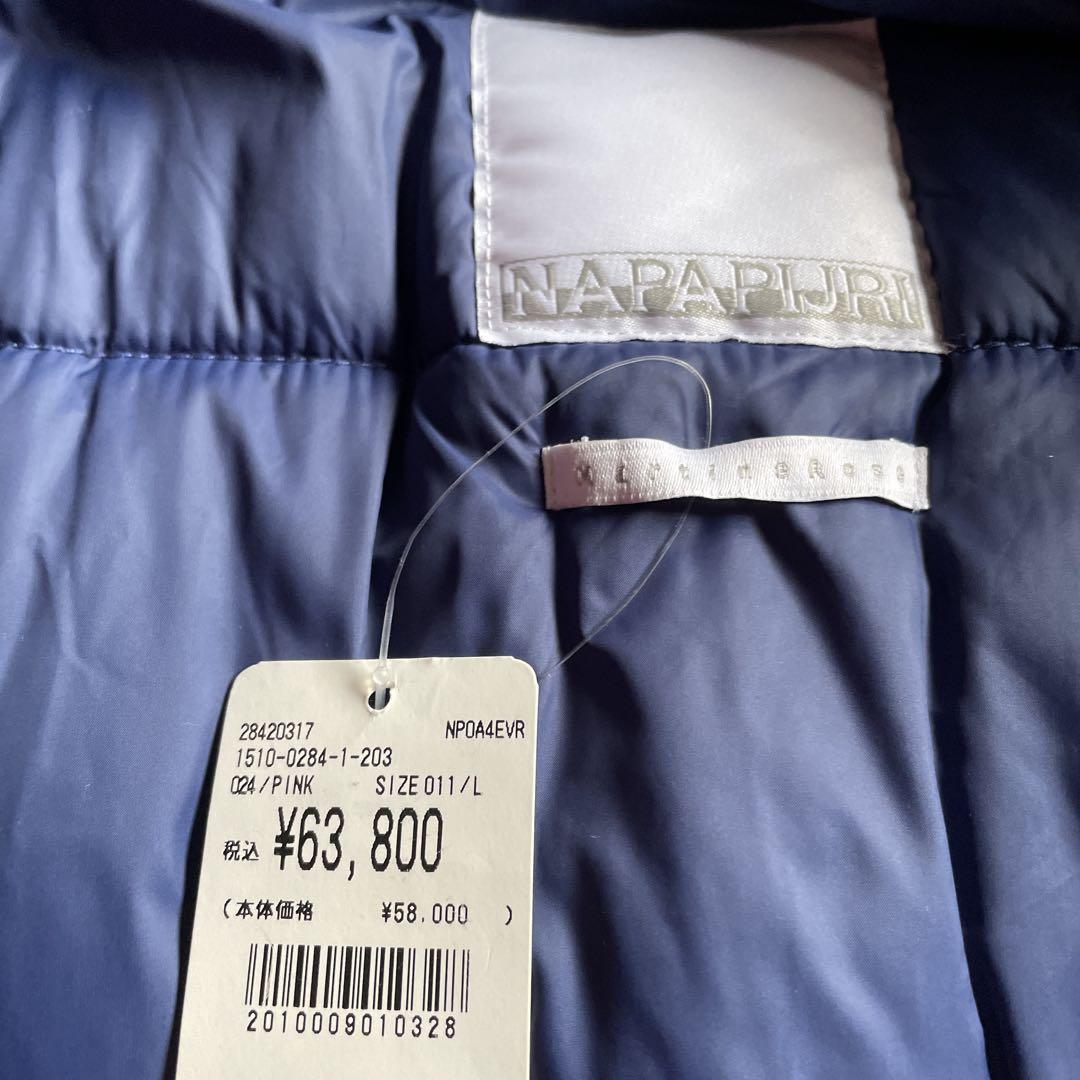 NAPAPIJRI
MartineRose
28420317 NP0A4EVR
1510-0284-1-203
024/PINK SIZE 011/L
税込 ¥63,800
(本体価格 ¥58,000 )
2010009010328